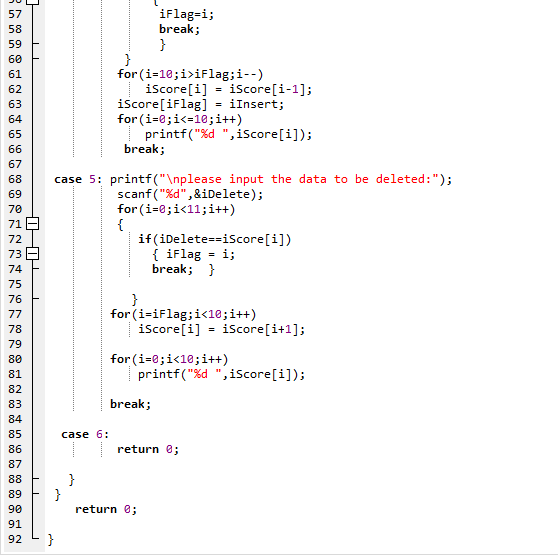 56 {
57 iFlag=i;
58 break;
59 }
60 }
61 for(i=10;i>iFlag;i--)
62 iScore[i] = iScore[i-1];
63 iScore[iFlag] = iInsert;
64 for(i=0;i<=10;i++)
65 printf("%d ",iScore[i]);
66 break;
67
68 case 5: printf("\nplease input the data to be deleted:");
69 scanf("%d",&iDelete);
70 for(i=0;i<11;i++)
71 {
72 if(iDelete==iScore[i])
73 { iFlag = i;
74 break; }
75
76 }
77 for(i=iFlag;i<10;i++)
78 iScore[i] = iScore[i+1];
79
80 for(i=0;i<10;i++)
81 printf("%d ",iScore[i]);
82
83 break;
84
85 case 6:
86 return 0;
87
88 }
89 }
90 return 0;
91
92 }